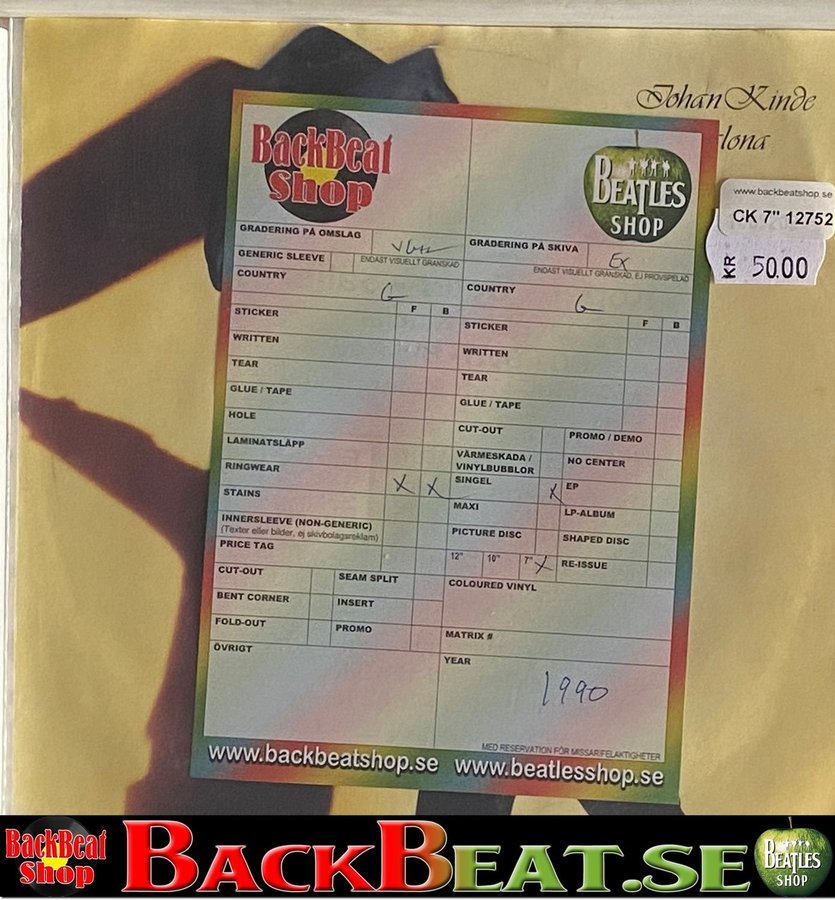 Johan Kinde
BackBeat
Shop
BEATLES
SHOP
www.backbeatshop.se
CK 7" 12752
KR 50.00
GRADERING PÅ OMSLAG
GENERIC SLEEVE
ENDAST VISUELLT GRANSKAD
COUNTRY G
F B
STICKER
WRITTEN
TEAR
GLUE / TAPE
HOLE
LAMINATSLÄPP
RINGWEAR X X
STAINS
INNERSLEEVE (NON-GENERIC)
(Texter eller bilder, ej skivbolagsreklam)
PRICE TAG
CUT-OUT SEAM SPLIT
BENT CORNER INSERT
FOLD-OUT PROMO
ÖVRIGT
GRADERING PÅ SKIVA Ex
ENDAST VISUELLT GRANSKAD, EJ PROVSPELAD
COUNTRY G
F B
STICKER
WRITTEN
TEAR
GLUE / TAPE
CUT-OUT PROMO / DEMO
VÄRMESKADA /
VINYLBUBBLOR NO CENTER
SINGEL X EP
MAXI LP-ALBUM
PICTURE DISC SHAPED DISC
12" 10" 7" X RE-ISSUE
COLOURED VINYL
MATRIX #
YEAR
1990
MED RESERVATION FÖR MISSAR/FELAKTIGHETER
www.backbeatshop.se www.beatlesshop.se
BackBeat
Shop
BACKBEAT.SE
BEATLES
SHOP